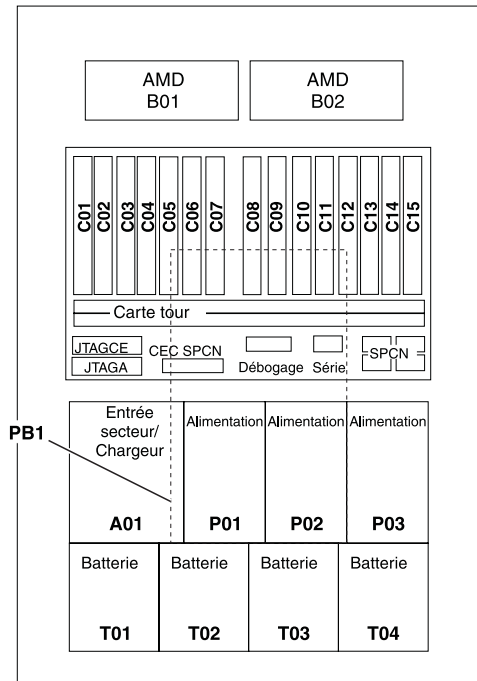 AMD
B01
AMD
B02
C01
C02
C03
C04
C05
C06
C07
C08
C09
C10
C11
C12
C13
C14
C15
Carte tour
JTAGCE
JTAGA
CEC SPCN
Débogage
Série
SPCN
PB1
Entrée
secteur/
Chargeur
A01
Alimentation
P01
Alimentation
P02
Alimentation
P03
Batterie
T01
Batterie
T02
Batterie
T03
Batterie
T04